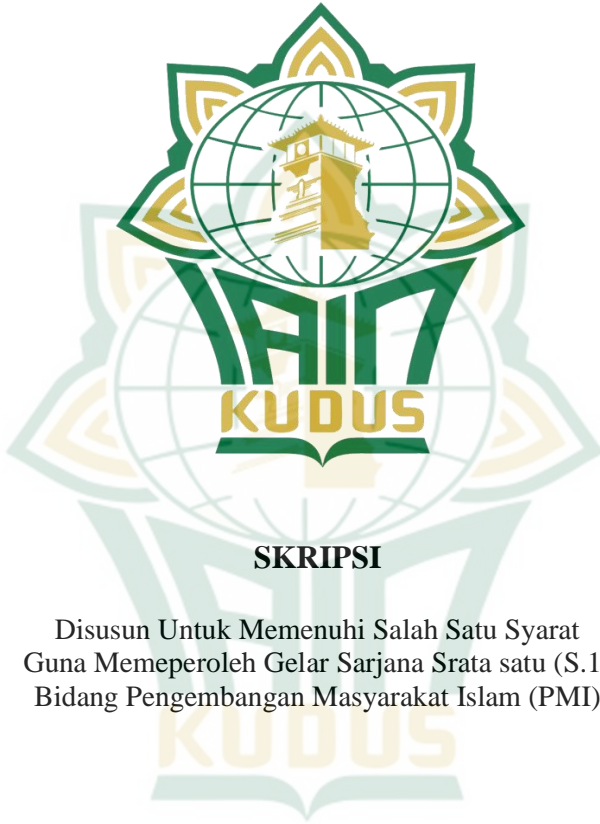 IAIN
KUDUS
SKRIPSI
Disusun Untuk Memenuhi Salah Satu Syarat
Guna Memeperoleh Gelar Sarjana Srata satu (S.1
Bidang Pengembangan Masyarakat Islam (PMI)
KUDUS